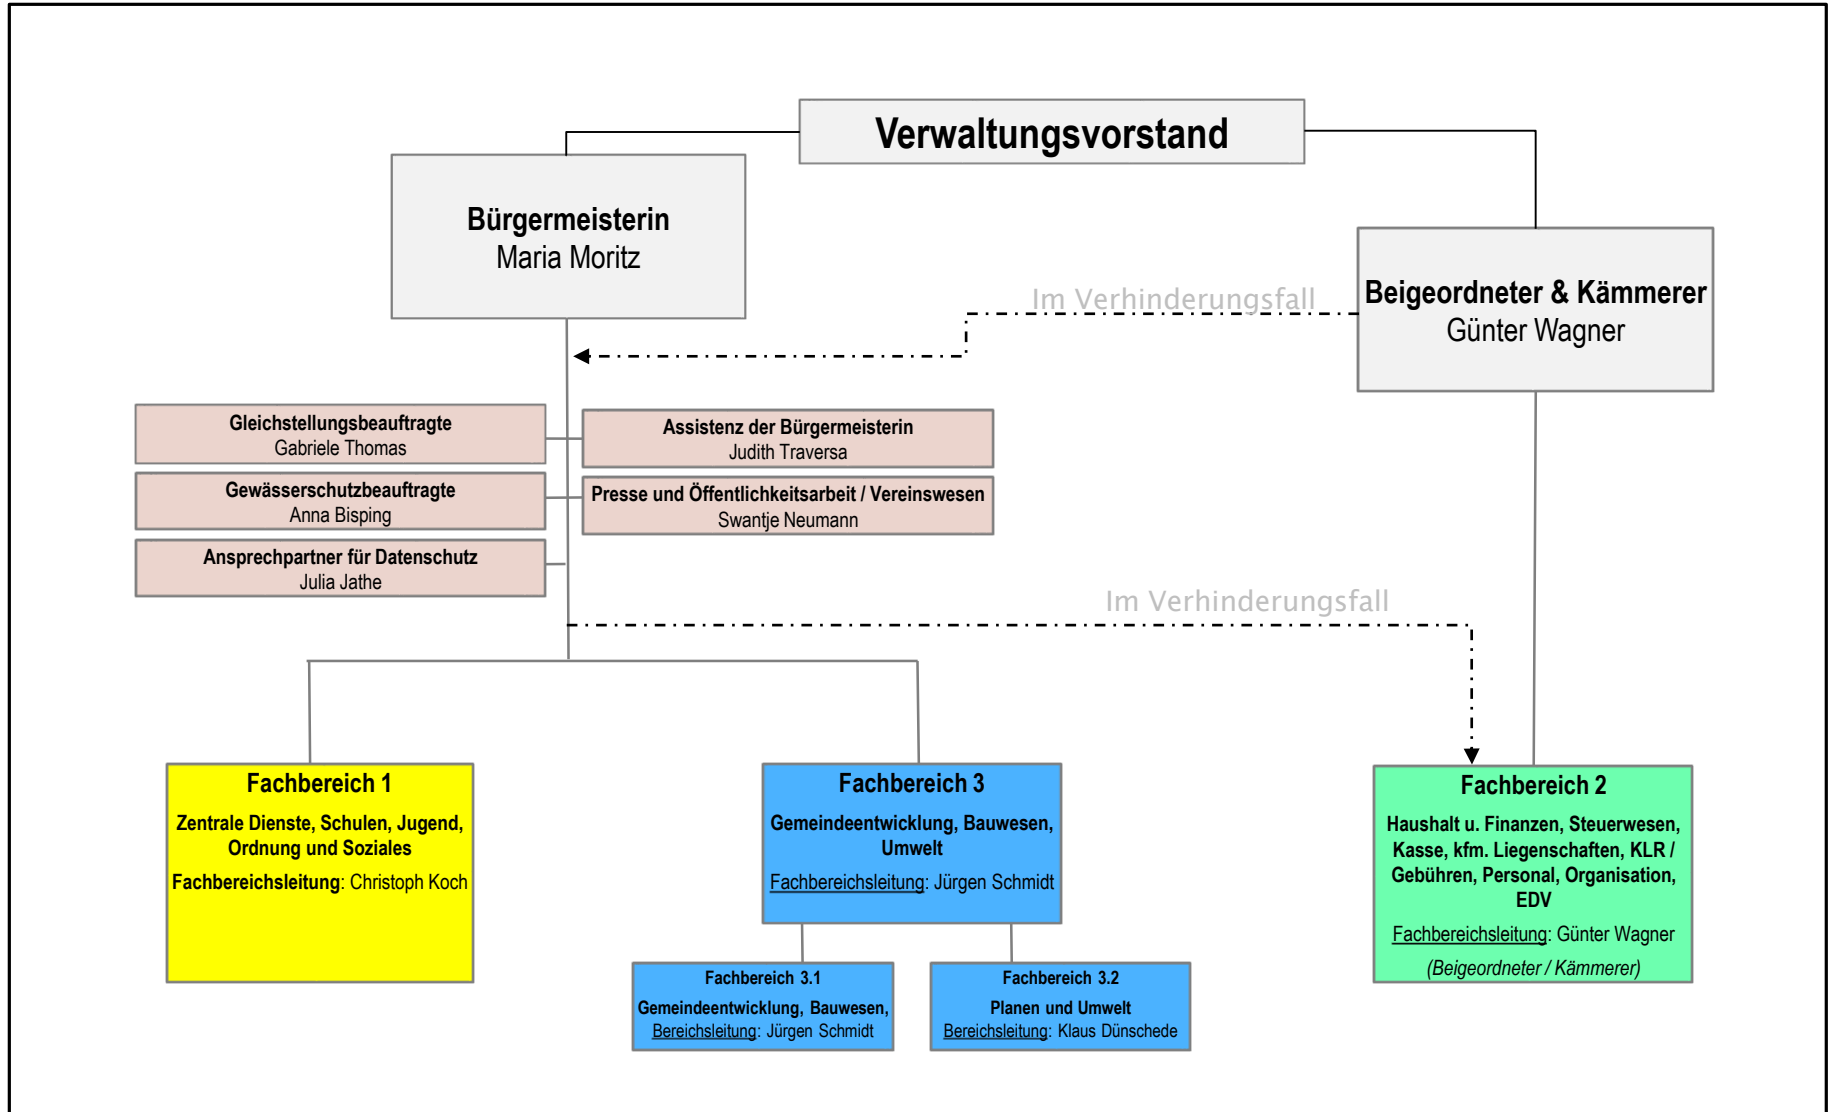 Verwaltungsvorstand
Bürgermeisterin
Maria Moritz
Beigeordneter & Kämmerer
Günter Wagner
Im Verhinderungsfall
Gleichstellungsbeauftragte
Gabriele Thomas
Assistenz der Bürgermeisterin
Judith Traversa
Gewässerschutzbeauftragte
Anna Bisping
Presse und Öffentlichkeitsarbeit / Vereinswesen
Swantje Neumann
Ansprechpartner für Datenschutz
Julia Jathe
Im Verhinderungsfall
Fachbereich 1
Zentrale Dienste, Schulen, Jugend,
Ordnung und Soziales
Fachbereichsleitung: Christoph Koch
Fachbereich 3
Gemeindeentwicklung, Bauwesen,
Umwelt
Fachbereichsleitung: Jürgen Schmidt
Fachbereich 2
Haushalt u. Finanzen, Steuerwesen,
Kasse, kfm. Liegenschaften, KLR /
Gebühren, Personal, Organisation,
EDV
Fachbereichsleitung: Günter Wagner
(Beigeordneter / Kämmerer)
Fachbereich 3.1
Gemeindeentwicklung, Bauwesen,
Bereichsleitung: Jürgen Schmidt
Fachbereich 3.2
Planen und Umwelt
Bereichsleitung: Klaus Dünschede